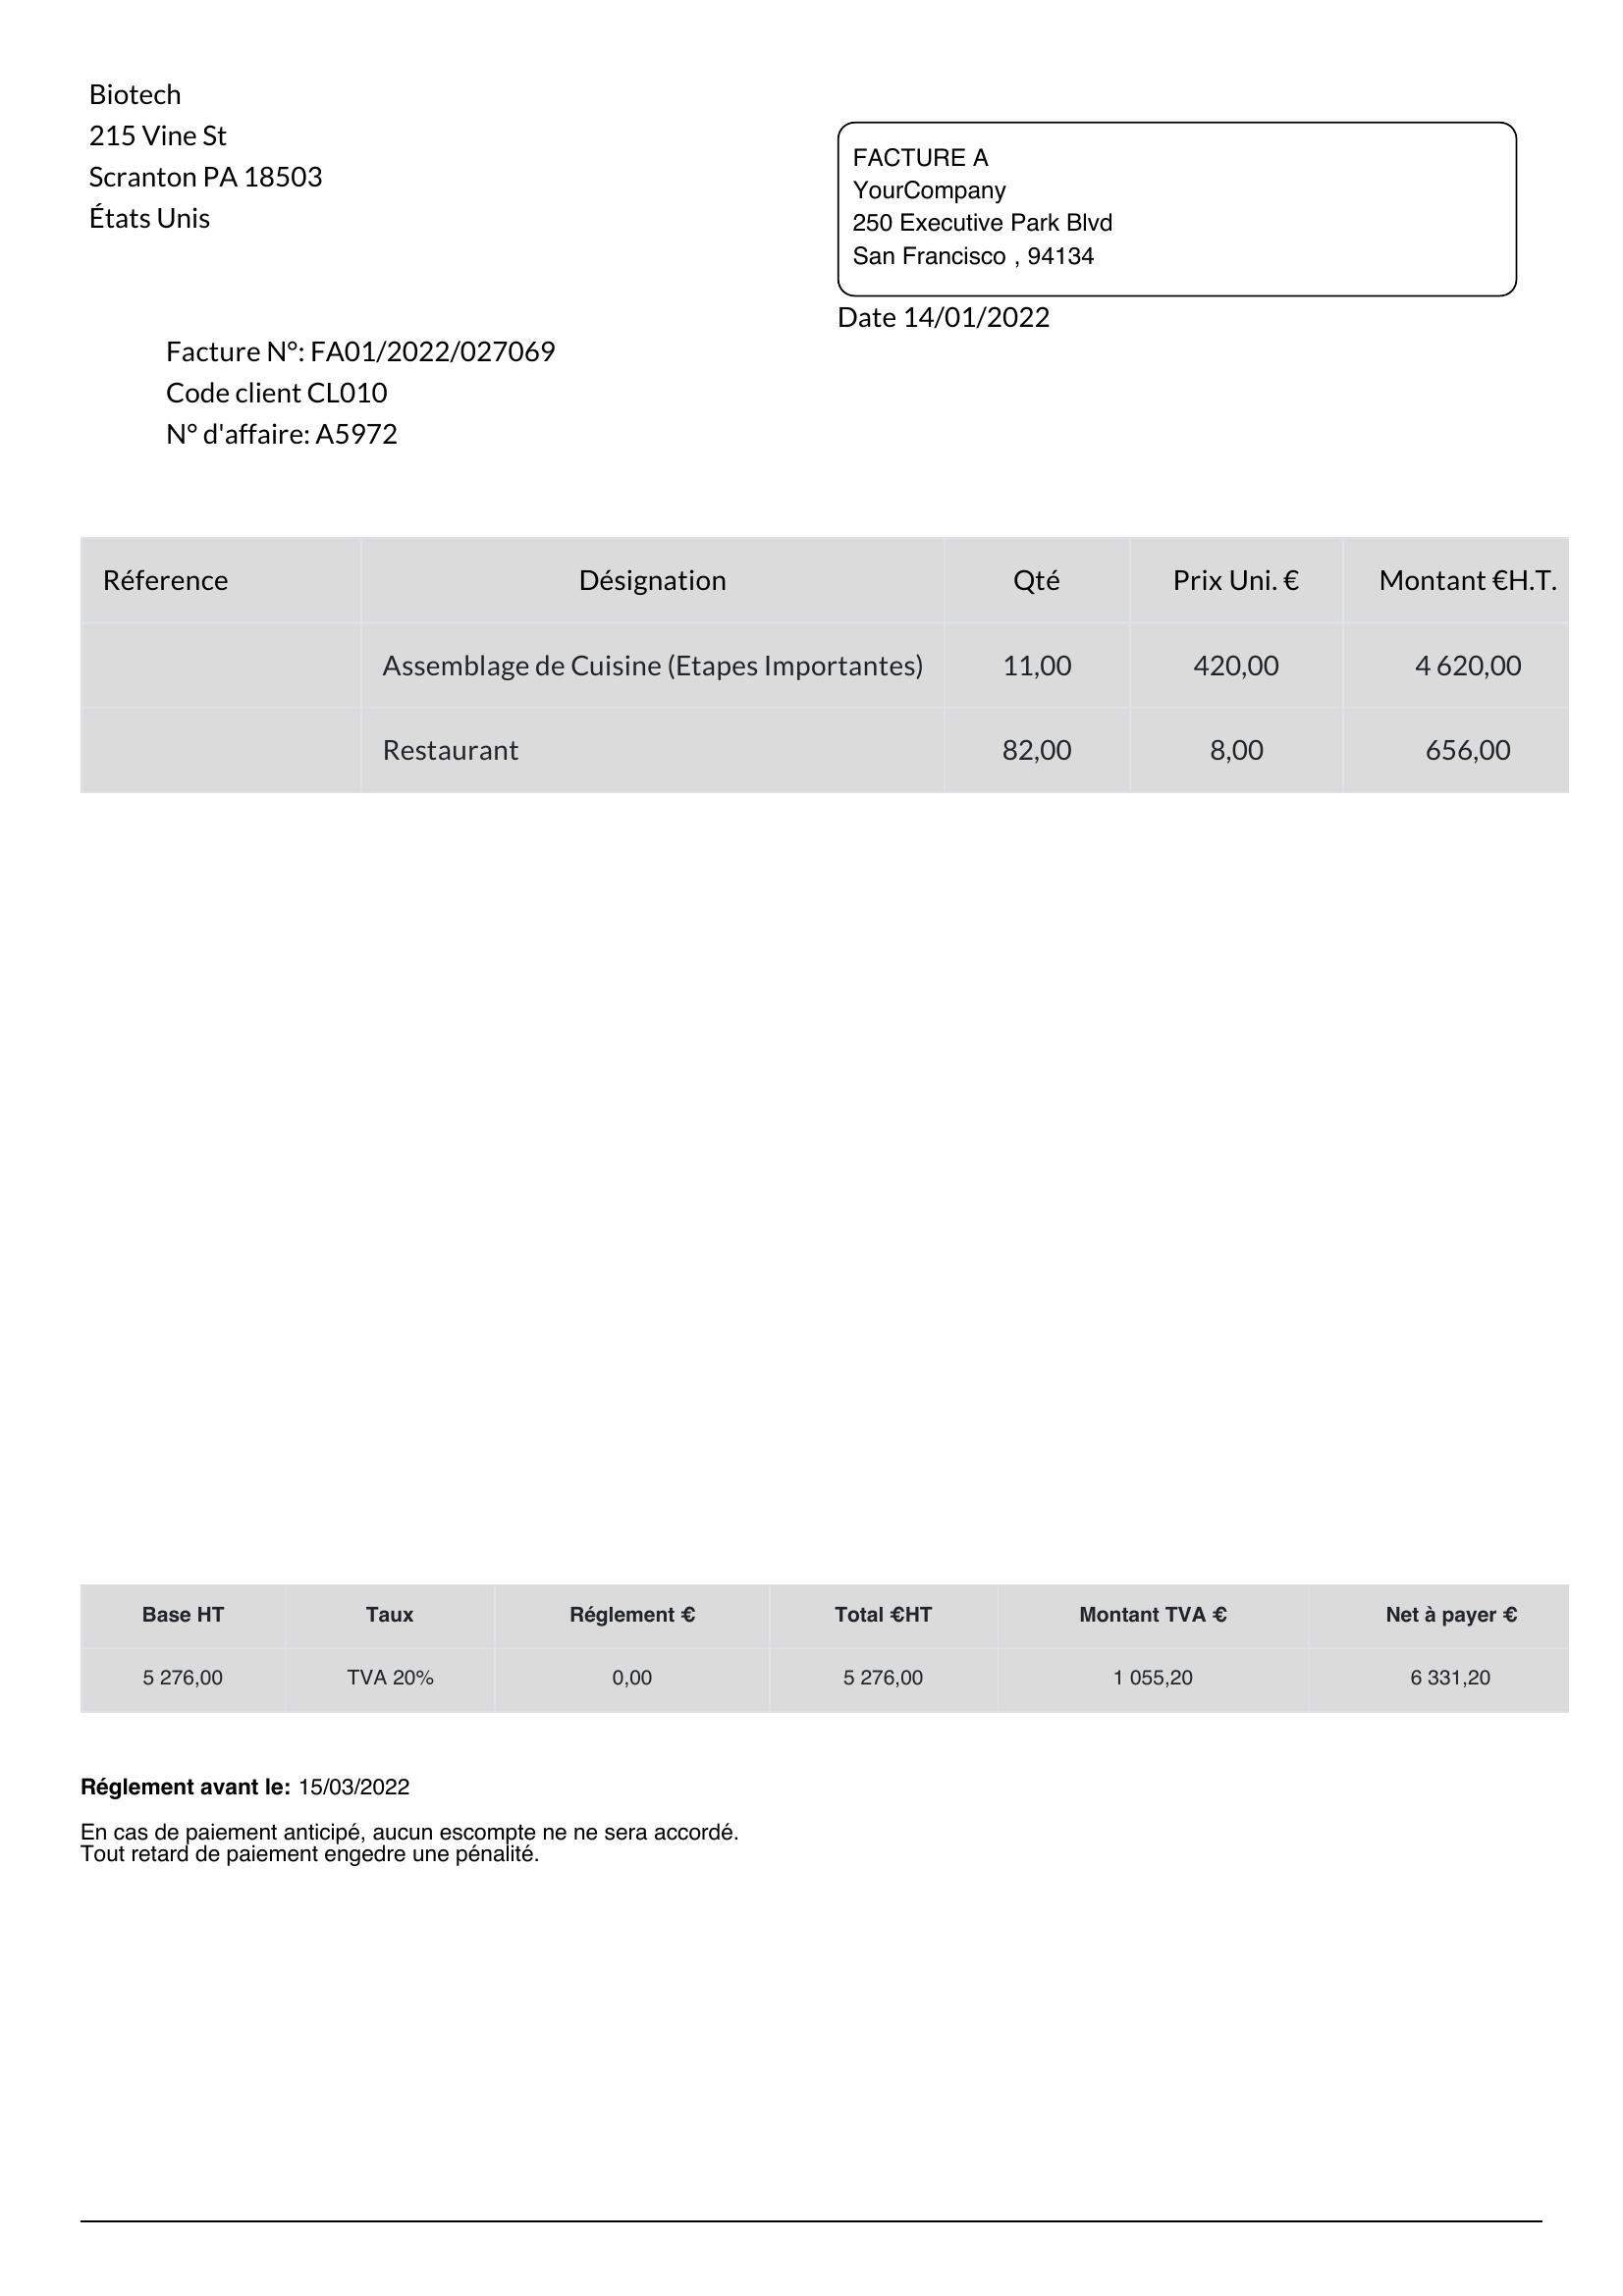 Biotech
215 Vine St
Scranton PA 18503
États Unis
FACTURE A
YourCompany
250 Executive Park Blvd
San Francisco , 94134
Date 14/01/2022
Facture N°: FA01/2022/027069
Code client CL010
N° d'affaire: A5972
Réference Désignation Qté Prix Uni. € Montant €H.T.
Assemblage de Cuisine (Etapes Importantes) 11,00 420,00 4 620,00
Restaurant 82,00 8,00 656,00
Base HT Taux Réglement € Total €HT Montant TVA € Net à payer €
5 276,00 TVA 20% 0,00 5 276,00 1 055,20 6 331,20
Réglement avant le: 15/03/2022
En cas de paiement anticipé, aucun escompte ne ne sera accordé.
Tout retard de paiement engedre une pénalité.